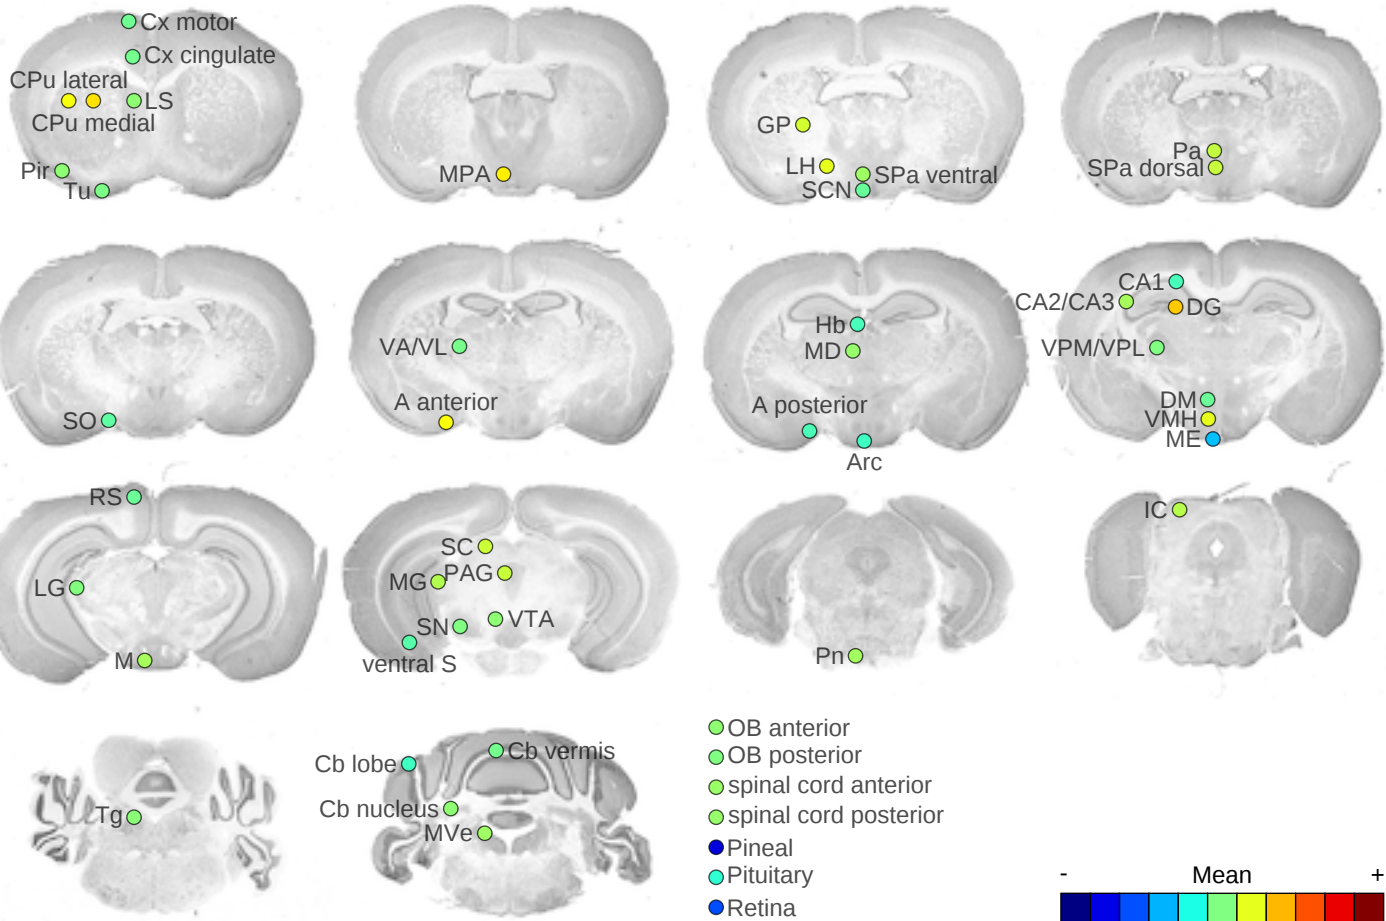 Cx motor
Cx cingulate
CPu lateral
LS
CPu medial
Pir
Tu
MPA
GP
LH
SPa ventral
SCN
Pa
SPa dorsal
SO
VA/VL
A anterior
Hb
MD
A posterior
Arc
CA1
CA2/CA3
DG
VPM/VPL
DM
VMH
ME
RS
LG
M
SC
PAG
MG
VTA
SN
ventral S
Pn
IC
Tg
Cb vermis
Cb lobe
Cb nucleus
MVe
OB anterior
OB posterior
spinal cord anterior
spinal cord posterior
Pineal
Pituitary
Retina
- Mean +